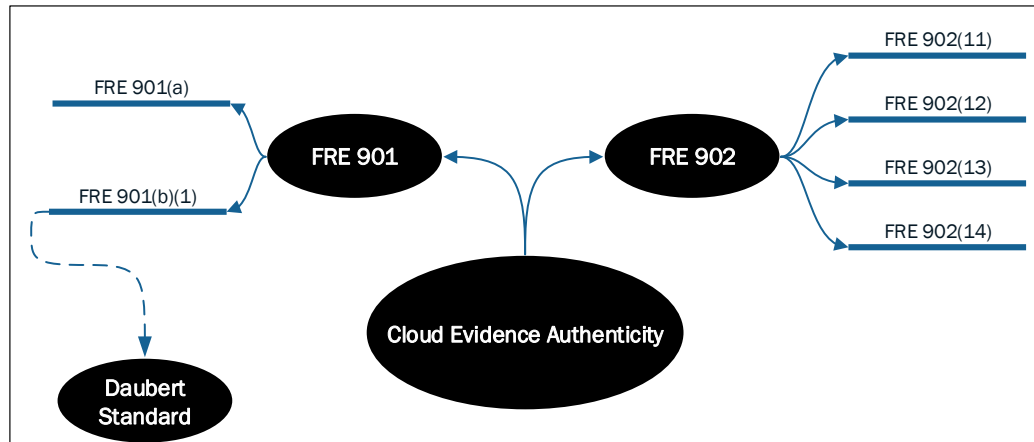 FRE 901(a)
FRE 901(b)(1)
FRE 901
FRE 902
FRE 902(11)
FRE 902(12)
FRE 902(13)
FRE 902(14)
Cloud Evidence Authenticity
Daubert
Standard